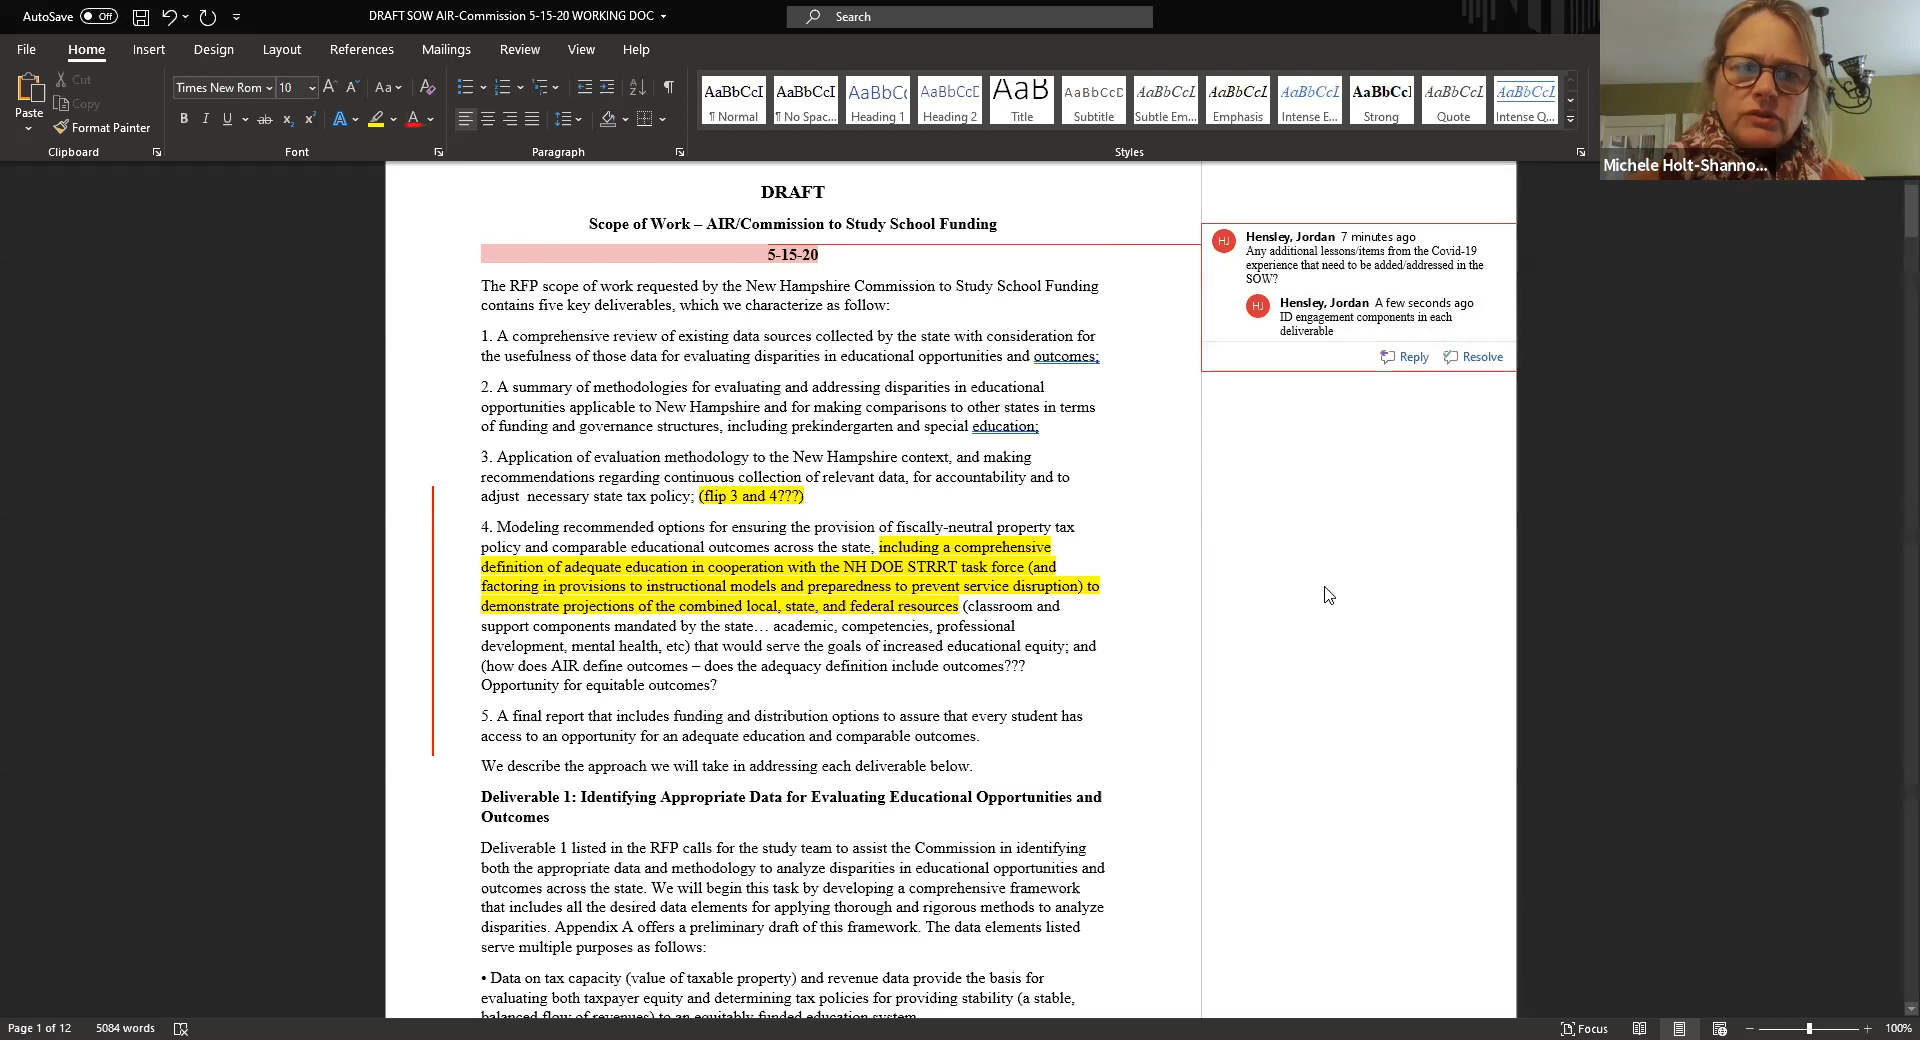 AutoSave Off DRAFT SOW AIR-Commission 5-15-20 WORKING DOC Search
File Home Insert Design Layout References Mailings Review View Help
Paste
Cut
Copy
Format Painter
Times New Rom 10
AaBbCcI AaBbCcI AaBbC AaBbCcD AaB AaBbCcD AaBbCcL AaBbCcL AaBbCcL AaBbCcI AaBbCcL AaBbCcL
¶ Normal ¶ No Spac... Heading 1 Heading 2 Title Subtitle Subtle Em... Emphasis Intense E... Strong Quote Intense Q...
Clipboard Font Paragraph Styles
Michele Holt-Shanno...
DRAFT
Scope of Work – AIR/Commission to Study School Funding
5-15-20
The RFP scope of work requested by the New Hampshire Commission to Study School Funding
contains five key deliverables, which we characterize as follow:
1. A comprehensive review of existing data sources collected by the state with consideration for
the usefulness of those data for evaluating disparities in educational opportunities and outcomes;
2. A summary of methodologies for evaluating and addressing disparities in educational
opportunities applicable to New Hampshire and for making comparisons to other states in terms
of funding and governance structures, including prekindergarten and special education;
3. Application of evaluation methodology to the New Hampshire context, and making
recommendations regarding continuous collection of relevant data, for accountability and to
adjust  necessary state tax policy; (flip 3 and 4???)
4. Modeling recommended options for ensuring the provision of fiscally-neutral property tax
policy and comparable educational outcomes across the state, including a comprehensive
definition of adequate education in cooperation with the NH DOE STRRT task force (and
factoring in provisions to instructional models and preparedness to prevent service disruption) to
demonstrate projections of the combined local, state, and federal resources (classroom and
support components mandated by the state… academic, competencies, professional
development, mental health, etc) that would serve the goals of increased educational equity; and
(how does AIR define outcomes – does the adequacy definition include outcomes???
Opportunity for equitable outcomes?
5. A final report that includes funding and distribution options to assure that every student has
access to an opportunity for an adequate education and comparable outcomes.
We describe the approach we will take in addressing each deliverable below.
Deliverable 1: Identifying Appropriate Data for Evaluating Educational Opportunities and
Outcomes
Deliverable 1 listed in the RFP calls for the study team to assist the Commission in identifying
both the appropriate data and methodology to analyze disparities in educational opportunities and
outcomes across the state. We will begin this task by developing a comprehensive framework
that includes all the desired data elements for applying thorough and rigorous methods to analyze
disparities. Appendix A offers a preliminary draft of this framework. The data elements listed
serve multiple purposes as follows:
• Data on tax capacity (value of taxable property) and revenue data provide the basis for
evaluating both taxpayer equity and determining tax policies for providing stability (a stable,
balanced flow of revenues) to an equitably funded education system
HJ Hensley, Jordan 7 minutes ago
Any additional lessons/items from the Covid-19
experience that need to be added/addressed in the
SOW?
HJ Hensley, Jordan A few seconds ago
ID engagement components in each
deliverable
Reply Resolve
Page 1 of 12 5084 words Focus 100%